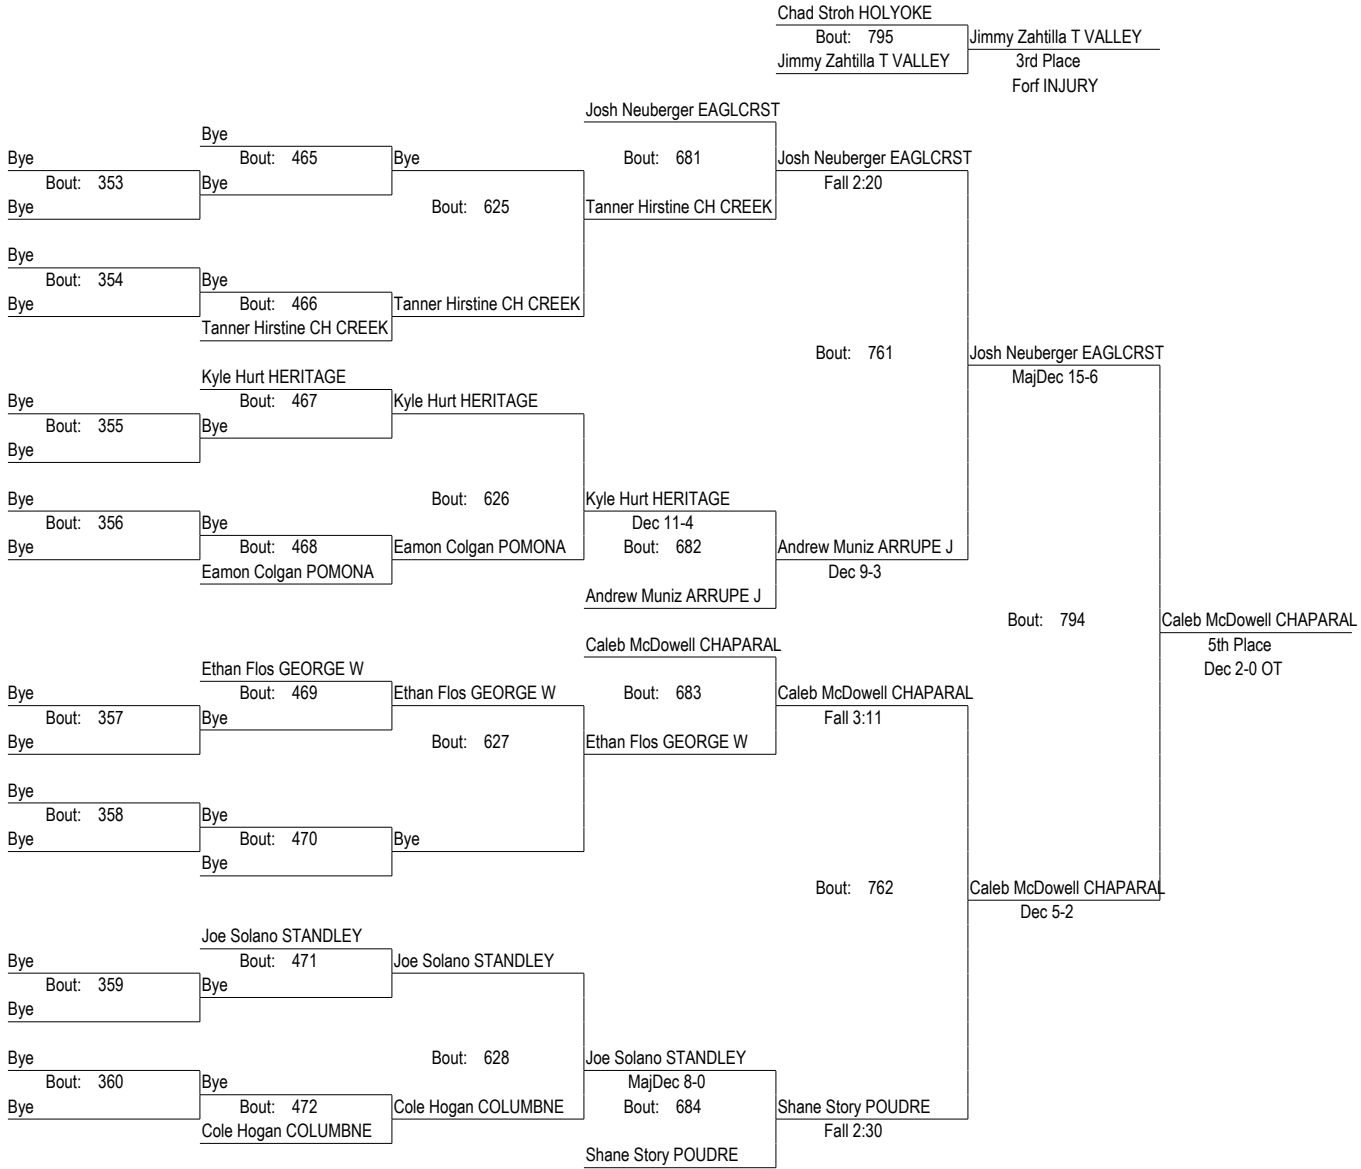 Chad Stroh HOLYOKE
Bout: 795
Jimmy Zahtilla T VALLEY
Jimmy Zahtilla T VALLEY
3rd Place
Forf INJURY
Josh Neuberger EAGLCRST
Bye
Bye
Bout: 465
Bye
Bout: 681
Josh Neuberger EAGLCRST
Bout: 353
Bye
Fall 2:20
Bye
Bout: 625
Tanner Hirstine CH CREEK
Bye
Bout: 354
Bye
Bye
Bout: 466
Tanner Hirstine CH CREEK
Tanner Hirstine CH CREEK
Bout: 761
Josh Neuberger EAGLCRST
Kyle Hurt HERITAGE
MajDec 15-6
Bye
Bout: 467
Kyle Hurt HERITAGE
Bout: 355
Bye
Bye
Bye
Bout: 626
Kyle Hurt HERITAGE
Bout: 356
Bye
Dec 11-4
Bye
Bout: 468
Eamon Colgan POMONA
Bout: 682
Andrew Muniz ARRUPE J
Eamon Colgan POMONA
Dec 9-3
Andrew Muniz ARRUPE J
Bout: 794
Caleb McDowell CHAPARAL
Caleb McDowell CHAPARAL
5th Place
Ethan Flos GEORGE W
Dec 2-0 OT
Bye
Bout: 469
Ethan Flos GEORGE W
Bout: 683
Caleb McDowell CHAPARAL
Bout: 357
Bye
Fall 3:11
Bye
Bout: 627
Ethan Flos GEORGE W
Bye
Bout: 358
Bye
Bye
Bout: 470
Bye
Bye
Bout: 762
Caleb McDowell CHAPARAL
Dec 5-2
Joe Solano STANDLEY
Bye
Bout: 471
Joe Solano STANDLEY
Bout: 359
Bye
Bye
Bye
Bout: 628
Joe Solano STANDLEY
Bout: 360
Bye
MajDec 8-0
Bye
Bout: 472
Cole Hogan COLUMBNE
Bout: 684
Shane Story POUDRE
Cole Hogan COLUMBNE
Fall 2:30
Shane Story POUDRE